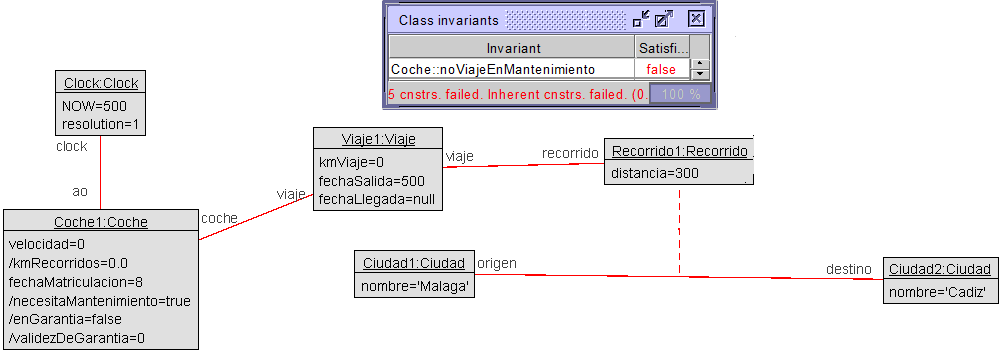 Class invariants
Invariant
Satisfi...
Coche::noViajeEnMantenimiento
false
5 cnstrs. failed. Inherent cnstrs. failed. (0.
100 %
Clock:Clock
NOW=500
resolution=1
clock
ao
Viaje1:Viaje
kmViaje=0
fechaSalida=500
fechaLlegada=null
viaje
recorrido
Recorrido1:Recorrido
distancia=300
viaje
coche
Coche1:Coche
velocidad=0
/kmRecorridos=0.0
fechaMatriculacion=8
/necesitaMantenimiento=true
/enGarantia=false
/validezDeGarantia=0
Ciudad1:Ciudad
nombre='Malaga'
origen
destino
Ciudad2:Ciudad
nombre='Cadiz'